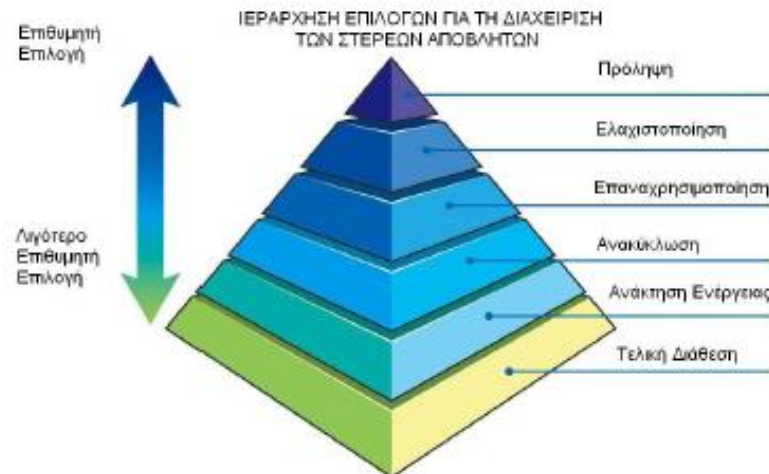 ΙΕΡΑΡΧΗΣΗ ΕΠΙΛΟΓΩΝ ΓΙΑ ΤΗ ΔΙΑΧΕΙΡΙΣΗ
ΤΩΝ ΣΤΕΡΕΩΝ ΑΠΟΒΛΗΤΩΝ
Επιθυμητή
Επιλογή
Πρόληψη
Ελαχιστοποίηση
Επαναχρησιμοποίηση
Λιγότερο
Επιθυμητή
Επιλογή
Ανακύκλωση
Ανάκτηση Ενέργειας
Τελική Διάθεση